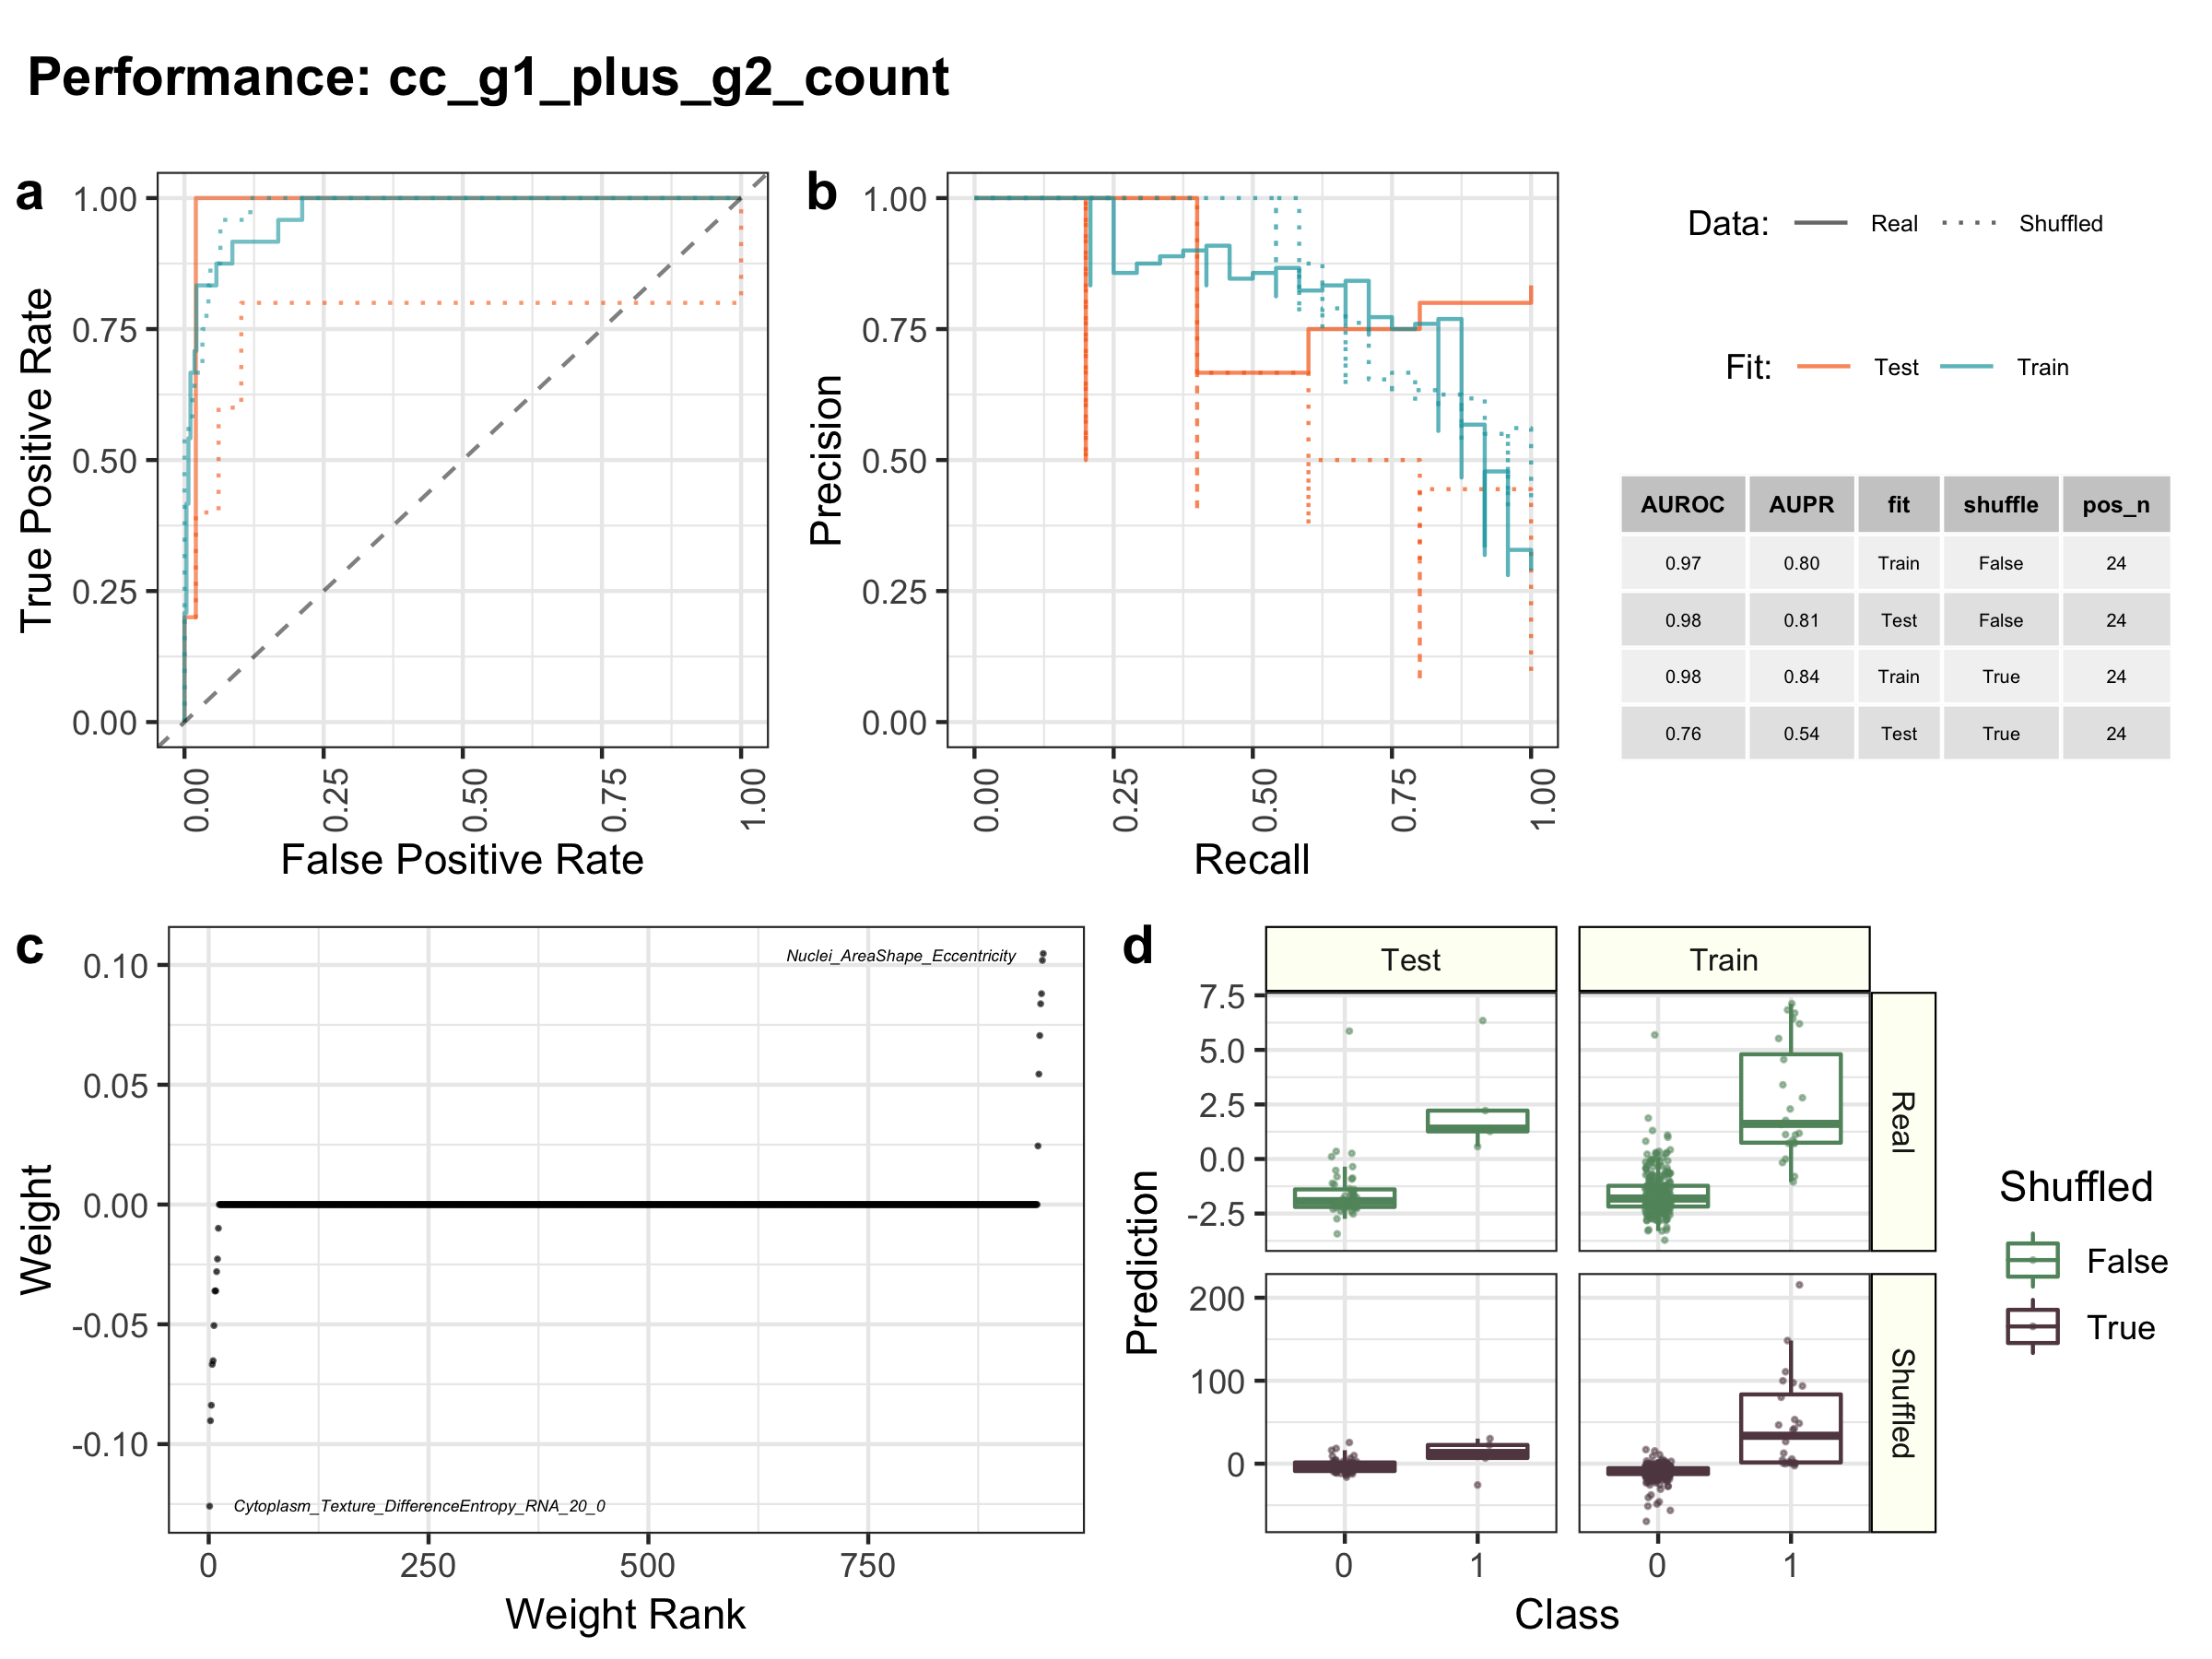 Performance: cc_g1_plus_g2_count
a
1.00
0.75
0.50
0.25
0.00
True Positive Rate
0.00
0.25
0.50
0.75
1.00
False Positive Rate
b
1.00
0.75
0.50
0.25
0.00
Precision
0.00
0.25
0.50
0.75
1.00
Recall
Data: Real Shuffled
Fit: Test Train
AUROC AUPR fit shuffle pos_n
0.97 0.80 Train False 24
0.98 0.81 Test False 24
0.98 0.84 Train True 24
0.76 0.54 Test True 24
c
0.10
0.05
0.00
-0.05
-0.10
Weight
Nuclei_AreaShape_Eccentricity
Cytoplasm_Texture_DifferenceEntropy_RNA_20_0
0 250 500 750
Weight Rank
d
Test Train
7.5
5.0
2.5
0.0
-2.5
Real
200
100
0
Shuffled
Prediction
0 1 0 1
Class
Shuffled
False
True